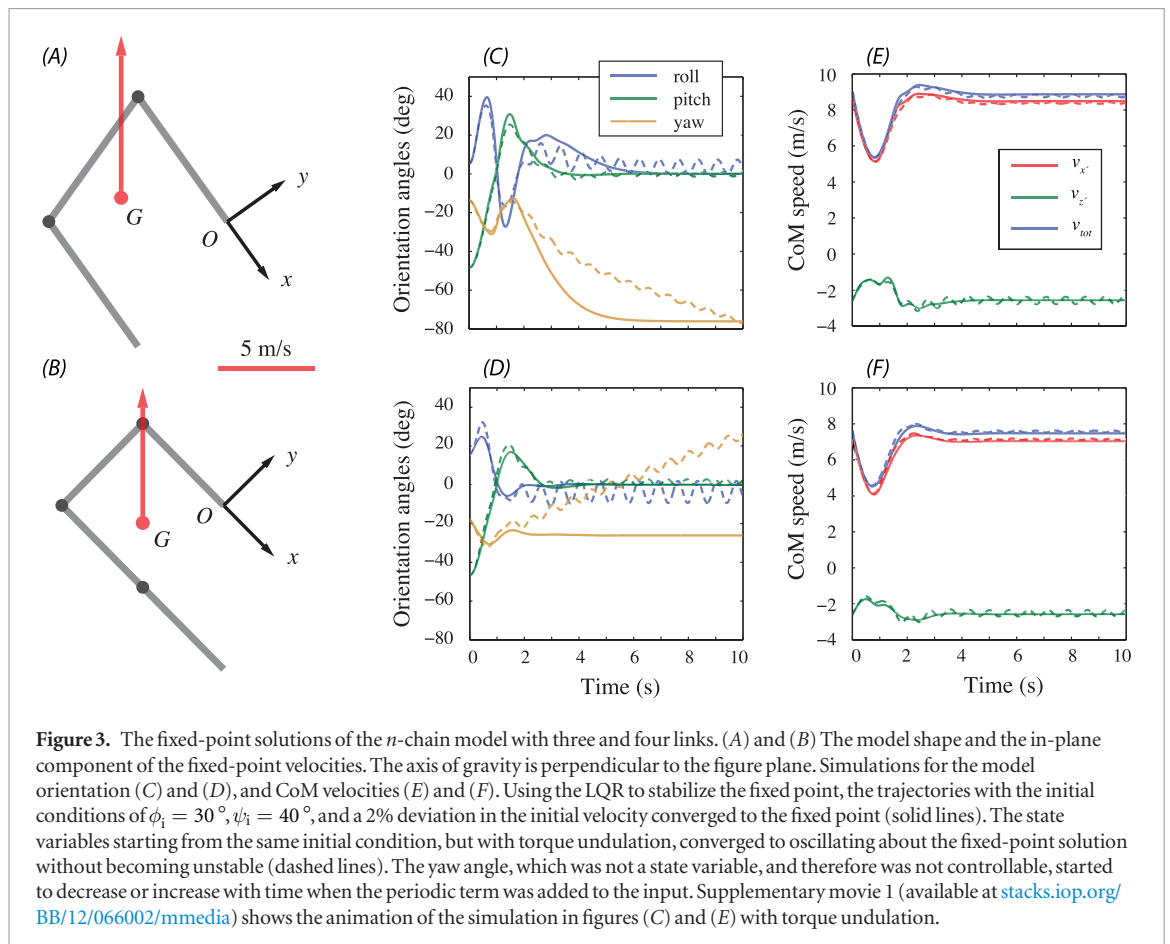 (A)
G
O
y
x
5 m/s
(B)
G
O
y
x
(C)
roll
pitch
yaw
Orientation angles (deg)
40
20
0
−20
−40
−60
−80
(D)
Orientation angles (deg)
40
20
0
−20
−40
−60
−80
0 2 4 6 8 10
Time (s)
(E)
CoM speed (m/s)
10
8
6
4
2
0
−2
−4
vx′
vz′
vtot
(F)
CoM speed (m/s)
8
6
4
2
0
−2
−4
0 2 4 6 8 10
Time (s)
Figure 3. The fixed-point solutions of the n-chain model with three and four links. (A) and (B) The model shape and the in-plane
component of the fixed-point velocities. The axis of gravity is perpendicular to the figure plane. Simulations for the model
orientation (C) and (D), and CoM velocities (E) and (F). Using the LQR to stabilize the fixed point, the trajectories with the initial
conditions of ϕi = 30°, ψi = 40°, and a 2% deviation in the initial velocity converged to the fixed point (solid lines). The state
variables starting from the same initial condition, but with torque undulation, converged to oscillating about the fixed-point solution
without becoming unstable (dashed lines). The yaw angle, which was not a state variable, and therefore was not controllable, started
to decrease or increase with time when the periodic term was added to the input. Supplementary movie 1 (available at stacks.iop.org/
BB/12/066002/mmedia) shows the animation of the simulation in figures (C) and (E) with torque undulation.